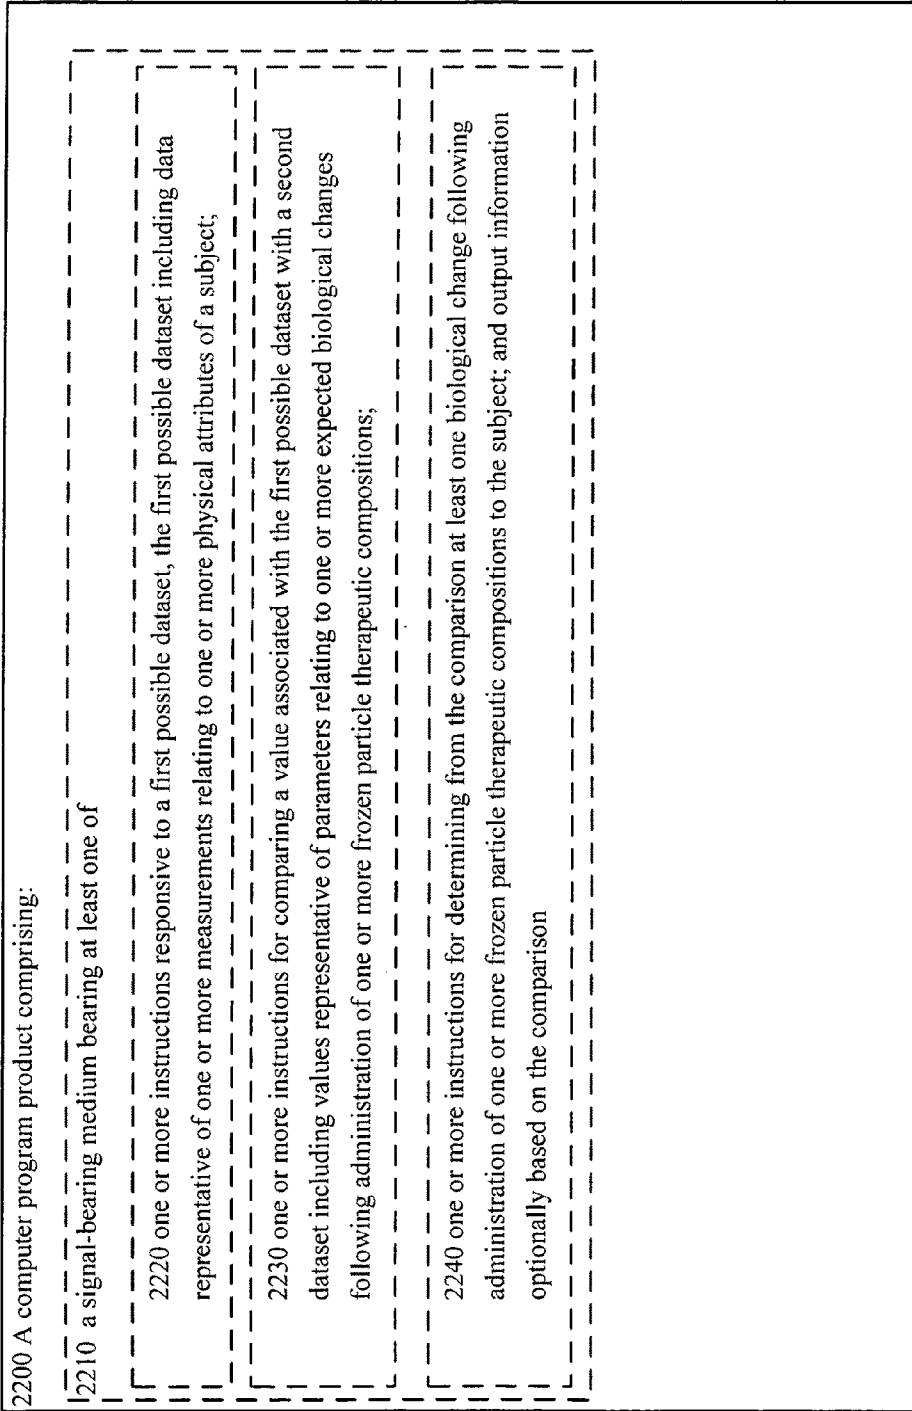 2200 A computer program product comprising:
2210 a signal-bearing medium bearing at least one of
2220 one or more instructions responsive to a first possible dataset, the first possible dataset including data
representative of one or more measurements relating to one or more physical attributes of a subject;
2230 one or more instructions for comparing a value associated with the first possible dataset with a second
dataset including values representative of parameters relating to one or more expected biological changes
following administration of one or more frozen particle therapeutic compositions;
2240 one or more instructions for determining from the comparison at least one biological change following
administration of one or more frozen particle therapeutic compositions to the subject; and output information
optionally based on the comparison